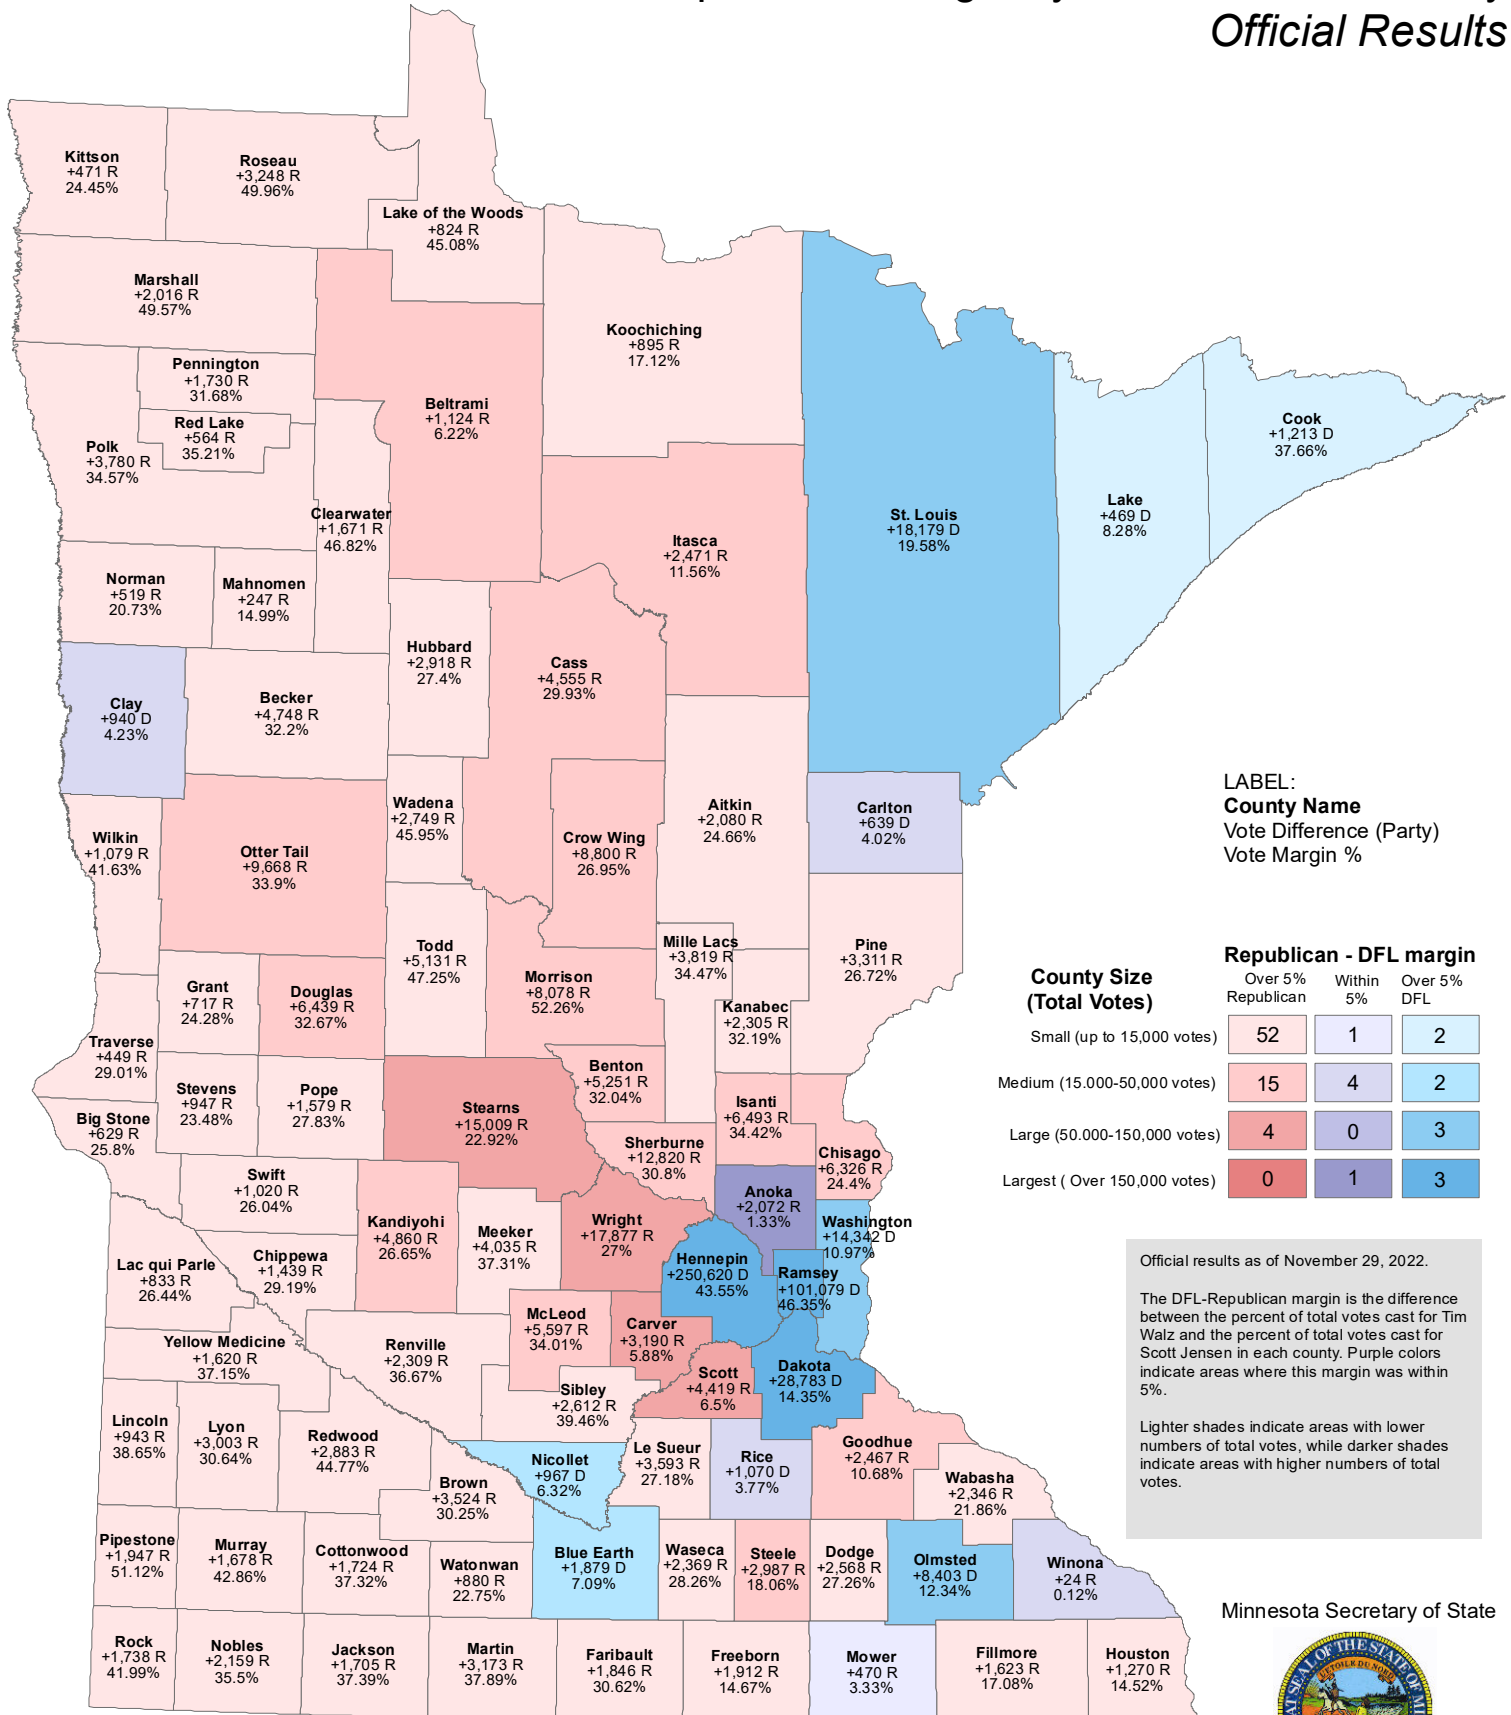 Official Results
Kittson
+471 R
24.45%
Roseau
+3,248 R
49.96%
Lake of the Woods
+824 R
45.08%
Marshall
+2,016 R
49.57%
Koochiching
+895 R
17.12%
Pennington
+1,730 R
31.68%
Red Lake
+564 R
35.21%
Polk
+3,780 R
34.57%
Beltrami
+1,124 R
6.22%
Clearwater
+1,671 R
46.82%
Itasca
+2,471 R
11.56%
St. Louis
+18,179 D
19.58%
Lake
+469 D
8.28%
Cook
+1,213 D
37.66%
Norman
+519 R
20.73%
Mahnomen
+247 R
14.99%
Hubbard
+2,918 R
27.4%
Cass
+4,555 R
29.93%
Clay
+940 D
4.23%
Becker
+4,748 R
32.2%
Wadena
+2,749 R
45.95%
Crow Wing
+8,800 R
26.95%
Aitkin
+2,080 R
24.66%
Carlton
+639 D
4.02%
Wilkin
+1,079 R
41.63%
Otter Tail
+9,668 R
33.9%
Todd
+5,131 R
47.25%
Morrison
+8,078 R
52.26%
Mille Lacs
+3,819 R
34.47%
Kanabec
+2,305 R
32.19%
Pine
+3,311 R
26.72%
Grant
+717 R
24.28%
Douglas
+6,439 R
32.67%
Traverse
+449 R
29.01%
Stevens
+947 R
23.48%
Pope
+1,579 R
27.83%
Stearns
+15,009 R
22.92%
Benton
+5,251 R
32.04%
Isanti
+6,493 R
34.42%
Chisago
+6,326 R
24.4%
Big Stone
+629 R
25.8%
Swift
+1,020 R
26.04%
Sherburne
+12,820 R
30.8%
Anoka
+2,072 R
1.33%
Washington
+14,342 D
10.97%
Kandiyohi
+4,860 R
26.65%
Meeker
+4,035 R
37.31%
Wright
+17,877 R
27%
Hennepin
+250,620 D
43.55%
Ramsey
+101,079 D
46.35%
Lac qui Parle
+833 R
26.44%
Chippewa
+1,439 R
29.19%
McLeod
+5,597 R
34.01%
Carver
+3,190 R
5.88%
Yellow Medicine
+1,620 R
37.15%
Renville
+2,309 R
36.67%
Sibley
+2,612 R
39.46%
Scott
+4,419 R
6.5%
Dakota
+28,783 D
14.35%
Lincoln
+943 R
38.65%
Lyon
+3,003 R
30.64%
Redwood
+2,883 R
44.77%
Brown
+3,524 R
30.25%
Nicollet
+967 D
6.32%
Le Sueur
+3,593 R
27.18%
Rice
+1,070 D
3.77%
Goodhue
+2,467 R
10.68%
Wabasha
+2,346 R
21.86%
Pipestone
+1,947 R
51.12%
Murray
+1,678 R
42.86%
Cottonwood
+1,724 R
37.32%
Watonwan
+880 R
22.75%
Blue Earth
+1,879 D
7.09%
Waseca
+2,369 R
28.26%
Steele
+2,987 R
18.06%
Dodge
+2,568 R
27.26%
Olmsted
+8,403 D
12.34%
Winona
+24 R
0.12%
Rock
+1,738 R
41.99%
Nobles
+2,159 R
35.5%
Jackson
+1,705 R
37.39%
Martin
+3,173 R
37.89%
Faribault
+1,846 R
30.62%
Freeborn
+1,912 R
14.67%
Mower
+470 R
3.33%
Fillmore
+1,623 R
17.08%
Houston
+1,270 R
14.52%
LABEL:
County Name
Vote Difference (Party)
Vote Margin %
Republican - DFL margin
County Size
(Total Votes)
Over 5%
Republican
Within
5%
Over 5%
DFL
Small (up to 15,000 votes) 52 1 2
Medium (15.000-50,000 votes) 15 4 2
Large (50.000-150,000 votes) 4 0 3
Largest ( Over 150,000 votes) 0 1 3
Official results as of November 29, 2022.
The DFL-Republican margin is the difference
between the percent of total votes cast for Tim
Walz and the percent of total votes cast for
Scott Jensen in each county. Purple colors
indicate areas where this margin was within
5%.
Lighter shades indicate areas with lower
numbers of total votes, while darker shades
indicate areas with higher numbers of total
votes.
Minnesota Secretary of State
L'ETOILE DU NORD